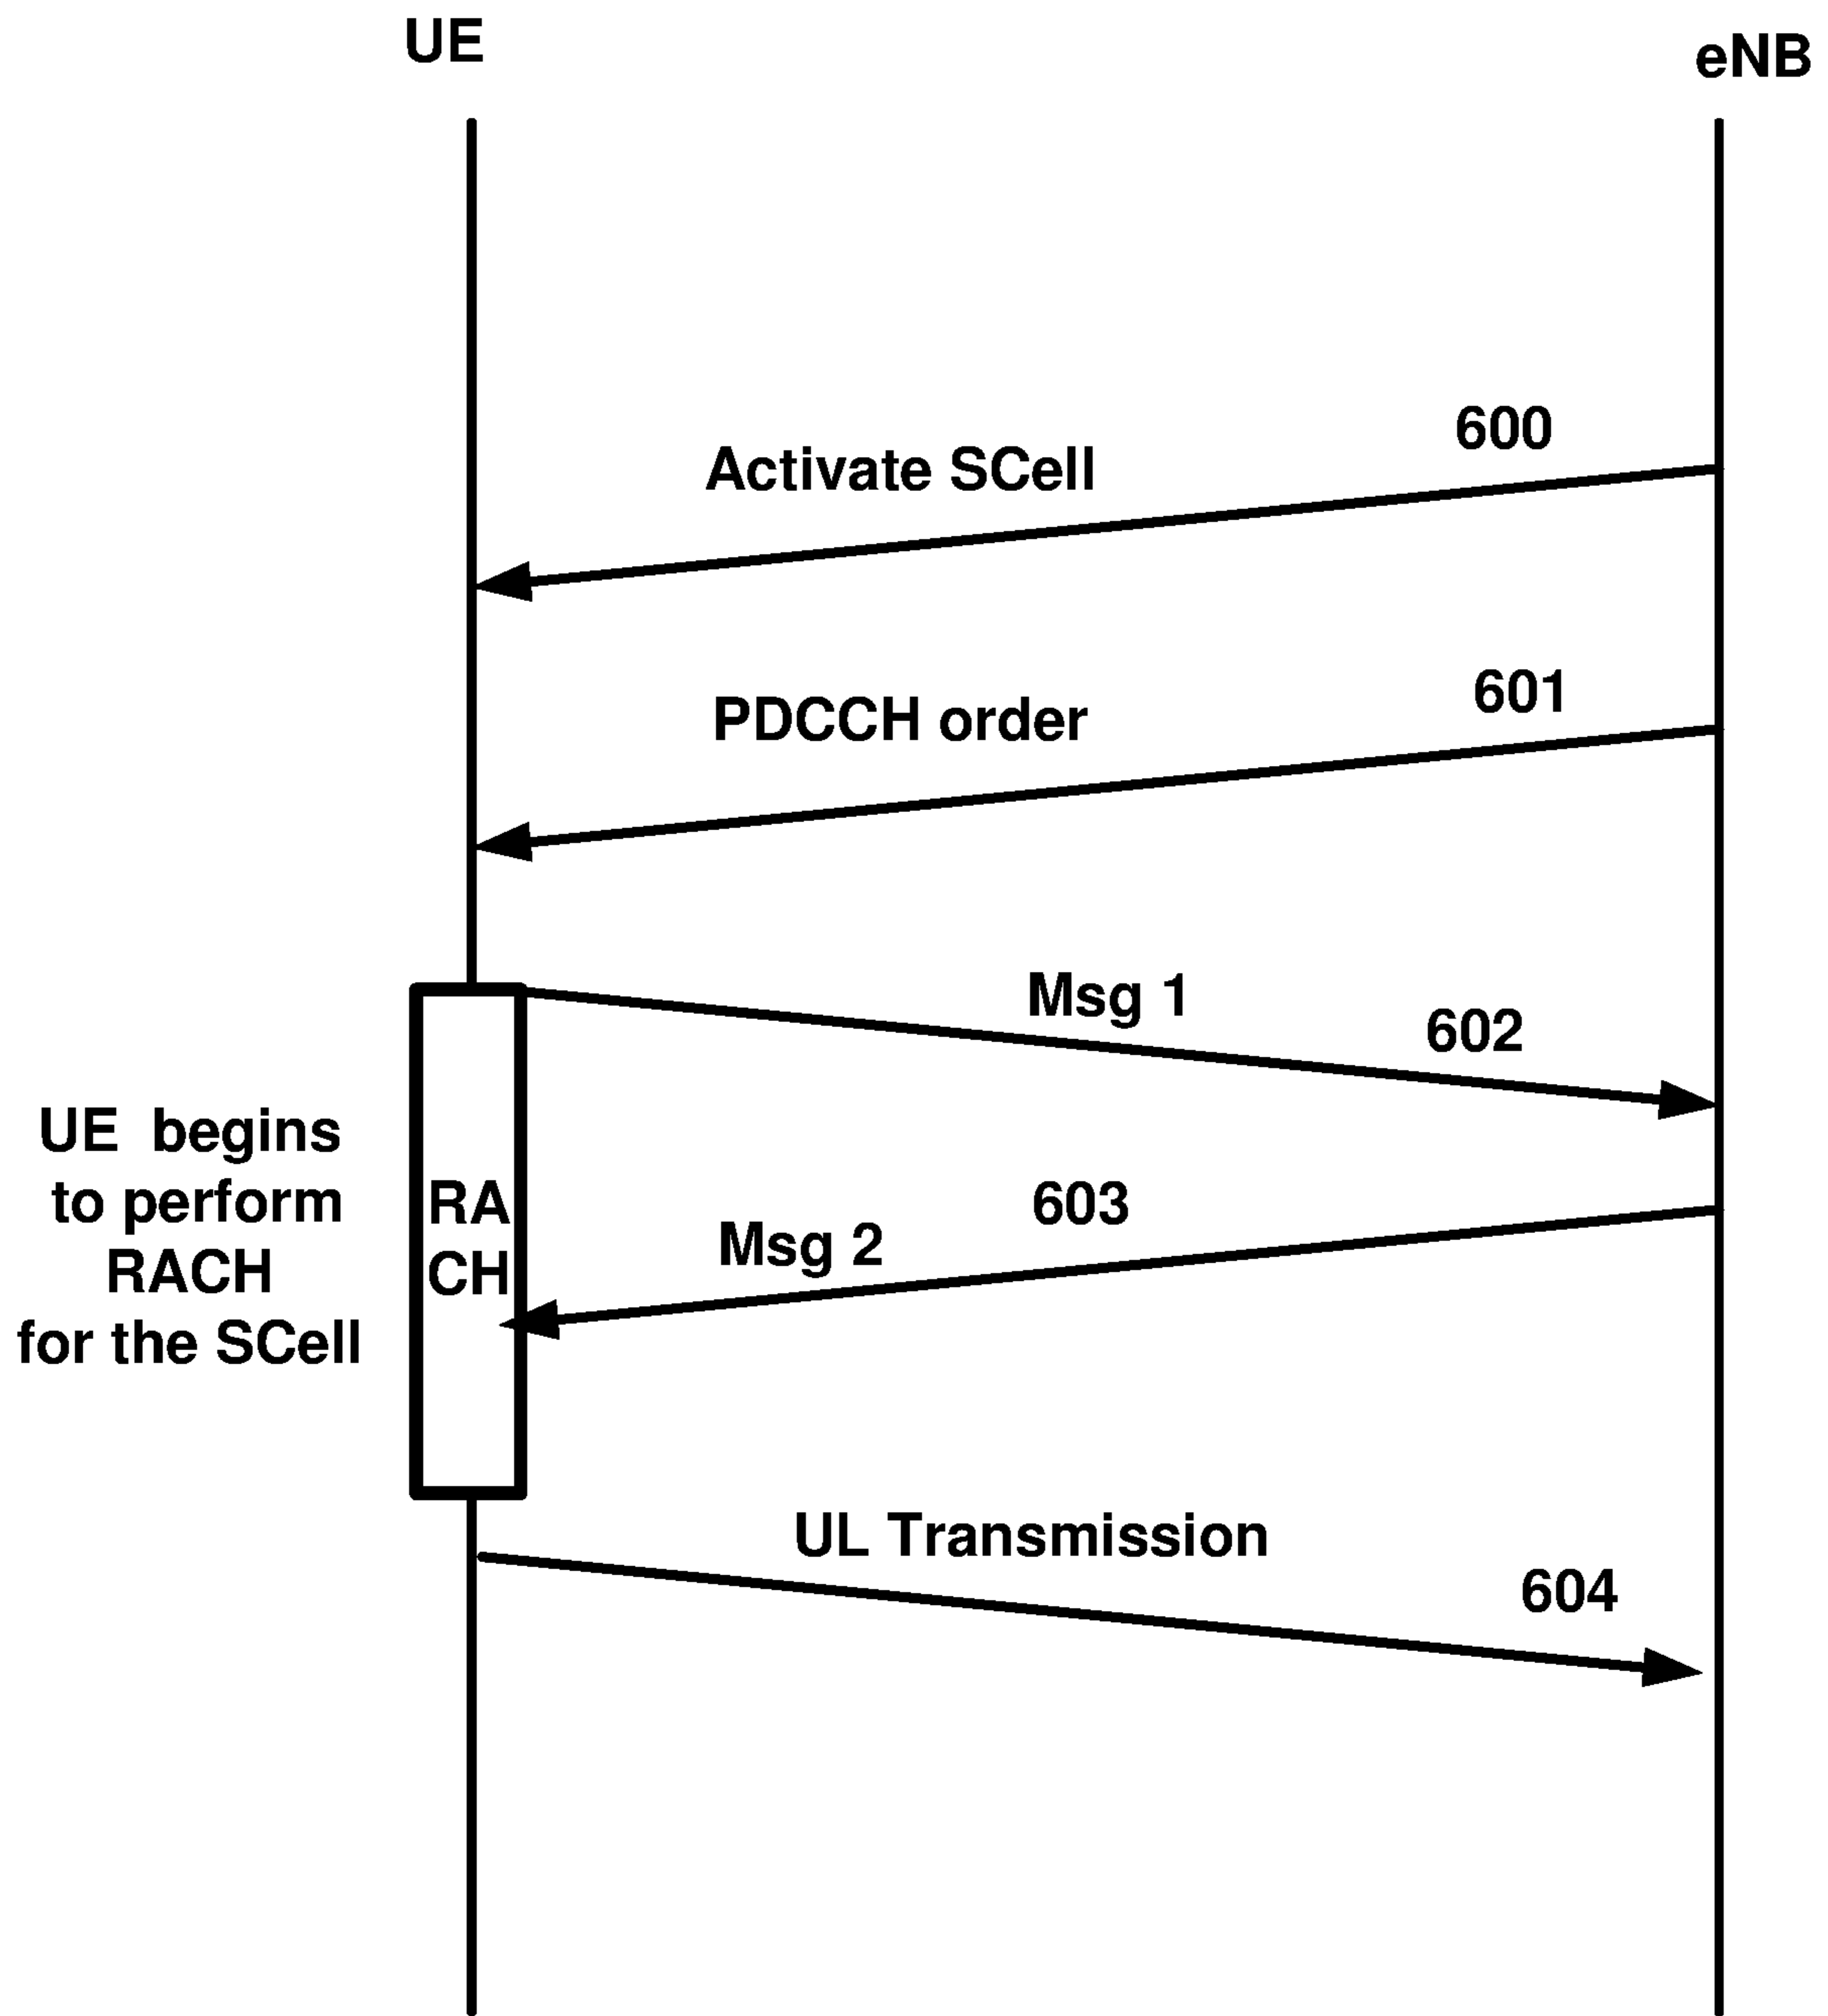 UE
eNB
600
Activate SCell
601
PDCCH order
Msg 1
602
UE begins
to perform
RACH
for the SCell
RA
CH
603
Msg 2
UL Transmission
604